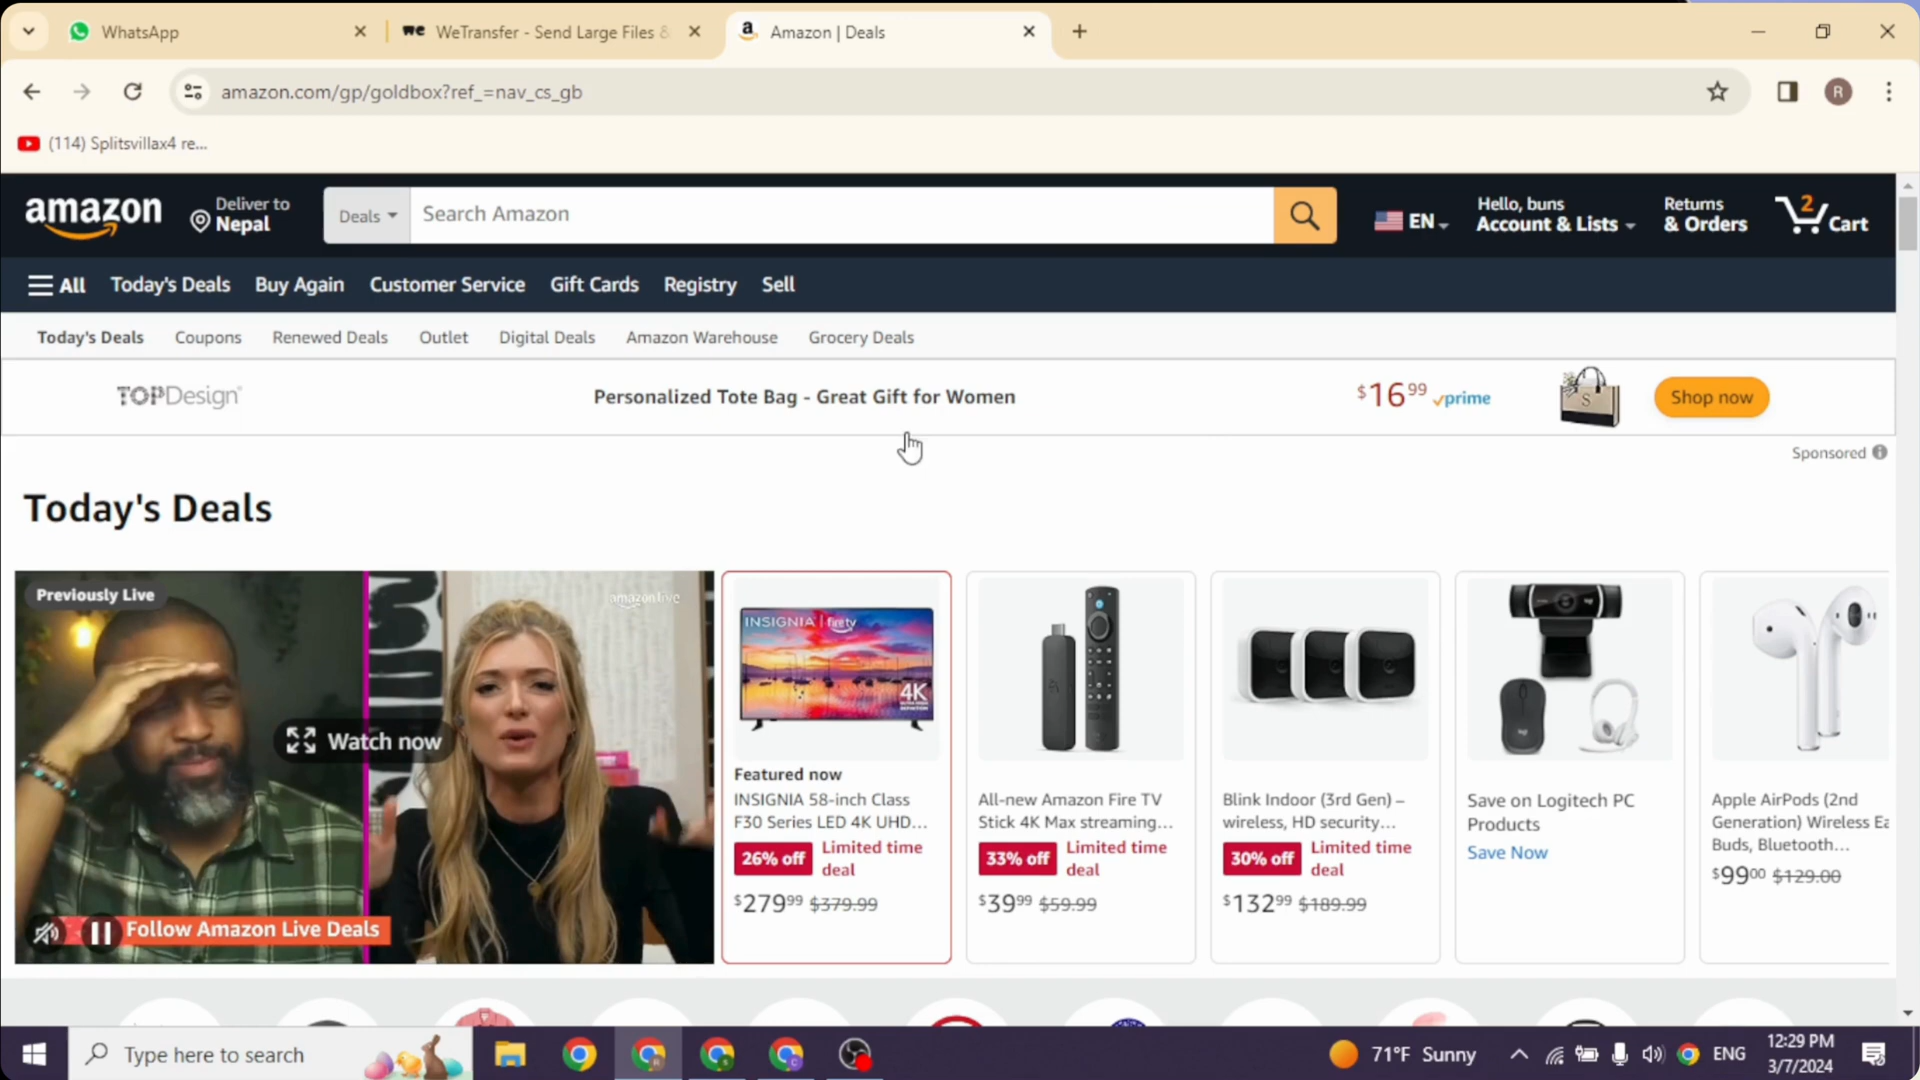 WhatsApp
we WeTransfer - Send Large Files &
a Amazon | Deals
amazon.com/gp/goldbox?ref_=nav_cs_gb
R
(114) Splitsvillax4 re...
amazon
Deliver to
Nepal
Deals
Search Amazon
EN
Hello, buns
Account & Lists
Returns
& Orders
2
Cart
All
Today's Deals
Buy Again
Customer Service
Gift Cards
Registry
Sell
Today's Deals
Coupons
Renewed Deals
Outlet
Digital Deals
Amazon Warehouse
Grocery Deals
TOPDesign
Personalized Tote Bag - Great Gift for Women
$16 99 prime
S
Shop now
Sponsored
Today's Deals
Previously Live
amazon live
Watch now
Follow Amazon Live Deals
INSIGNIA | fire tv
4K
Featured now
INSIGNIA 58-inch Class
F30 Series LED 4K UHD...
26% off
Limited time
deal
$279 99 $379.99
All-new Amazon Fire TV
Stick 4K Max streaming...
33% off
Limited time
deal
$39 99 $59.99
Blink Indoor (3rd Gen) –
wireless, HD security...
30% off
Limited time
deal
$132 99 $189.99
Save on Logitech PC
Products
Save Now
Apple AirPods (2nd
Generation) Wireless Ea
Buds, Bluetooth...
$99 00 $129.00
Type here to search
71°F Sunny
ENG
12:29 PM
3/7/2024